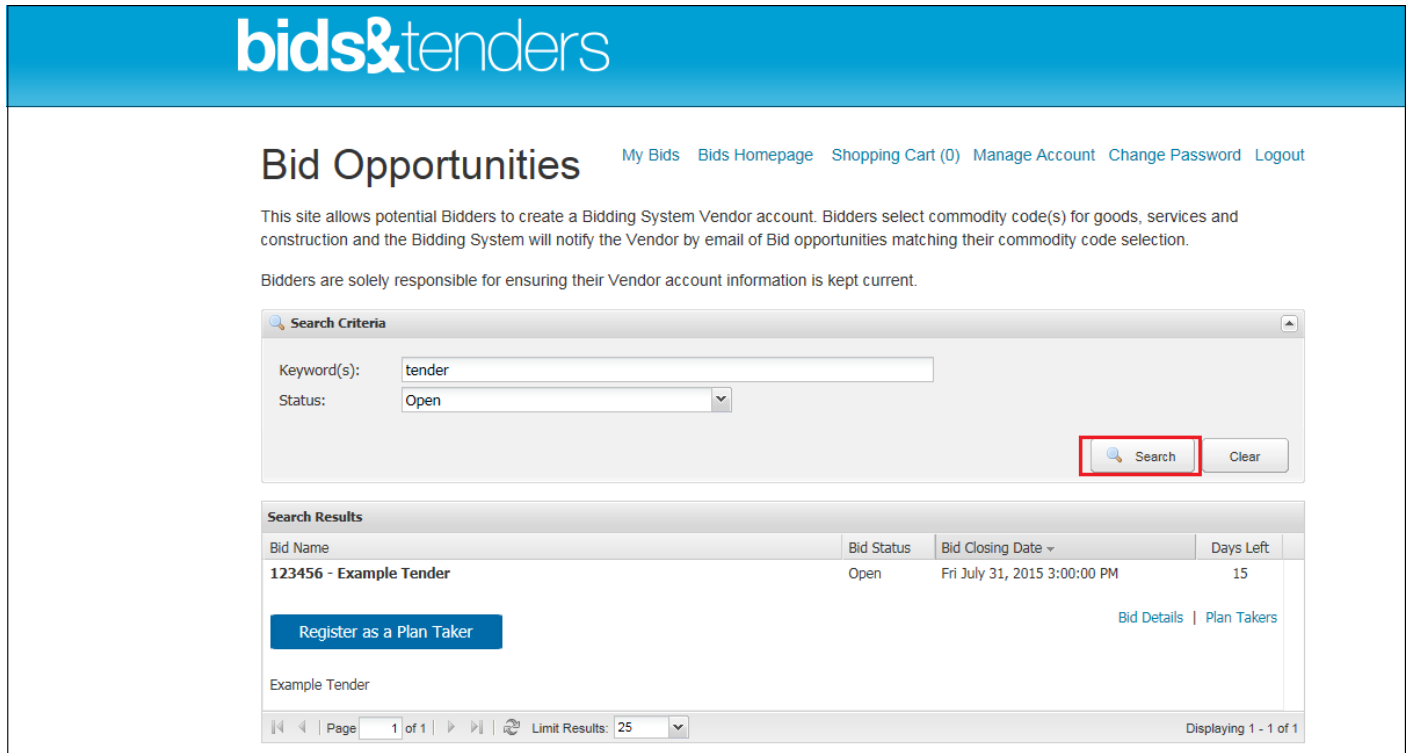 bids&tenders
Bid Opportunities My Bids Bids Homepage Shopping Cart (0) Manage Account Change Password Logout
This site allows potential Bidders to create a Bidding System Vendor account. Bidders select commodity code(s) for goods, services and
construction and the Bidding System will notify the Vendor by email of Bid opportunities matching their commodity code selection.
Bidders are solely responsible for ensuring their Vendor account information is kept current.
Search Criteria
Keyword(s): tender
Status: Open
Search Clear
Search Results
Bid Name Bid Status Bid Closing Date Days Left
123456 - Example Tender Open Fri July 31, 2015 3:00:00 PM 15
Bid Details | Plan Takers
Register as a Plan Taker
Example Tender
Page 1 of 1 Limit Results: 25 Displaying 1 - 1 of 1